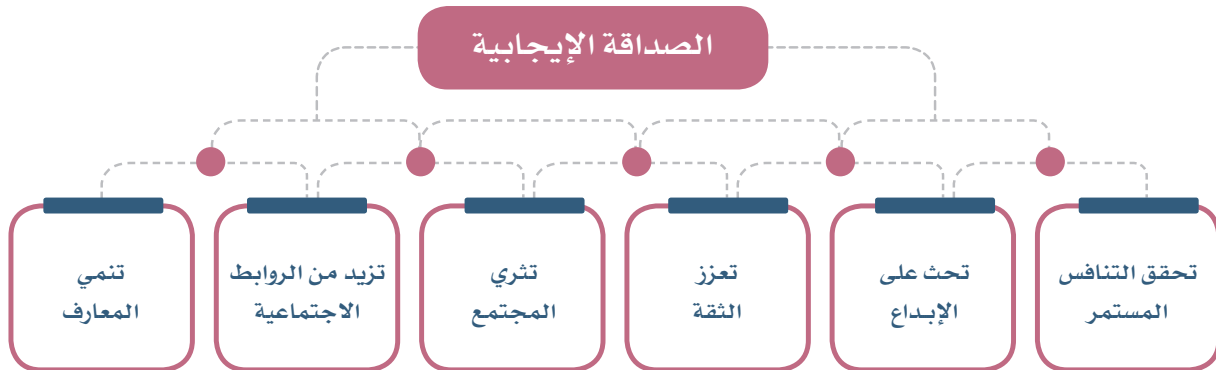 الصداقة الإيجابية
تحقق التنافس
المستمر
تحث على
الإبداع
تعزز
الثقة
تثري
المجتمع
تزيد من الروابط
الاجتماعية
تنمي
المعارف